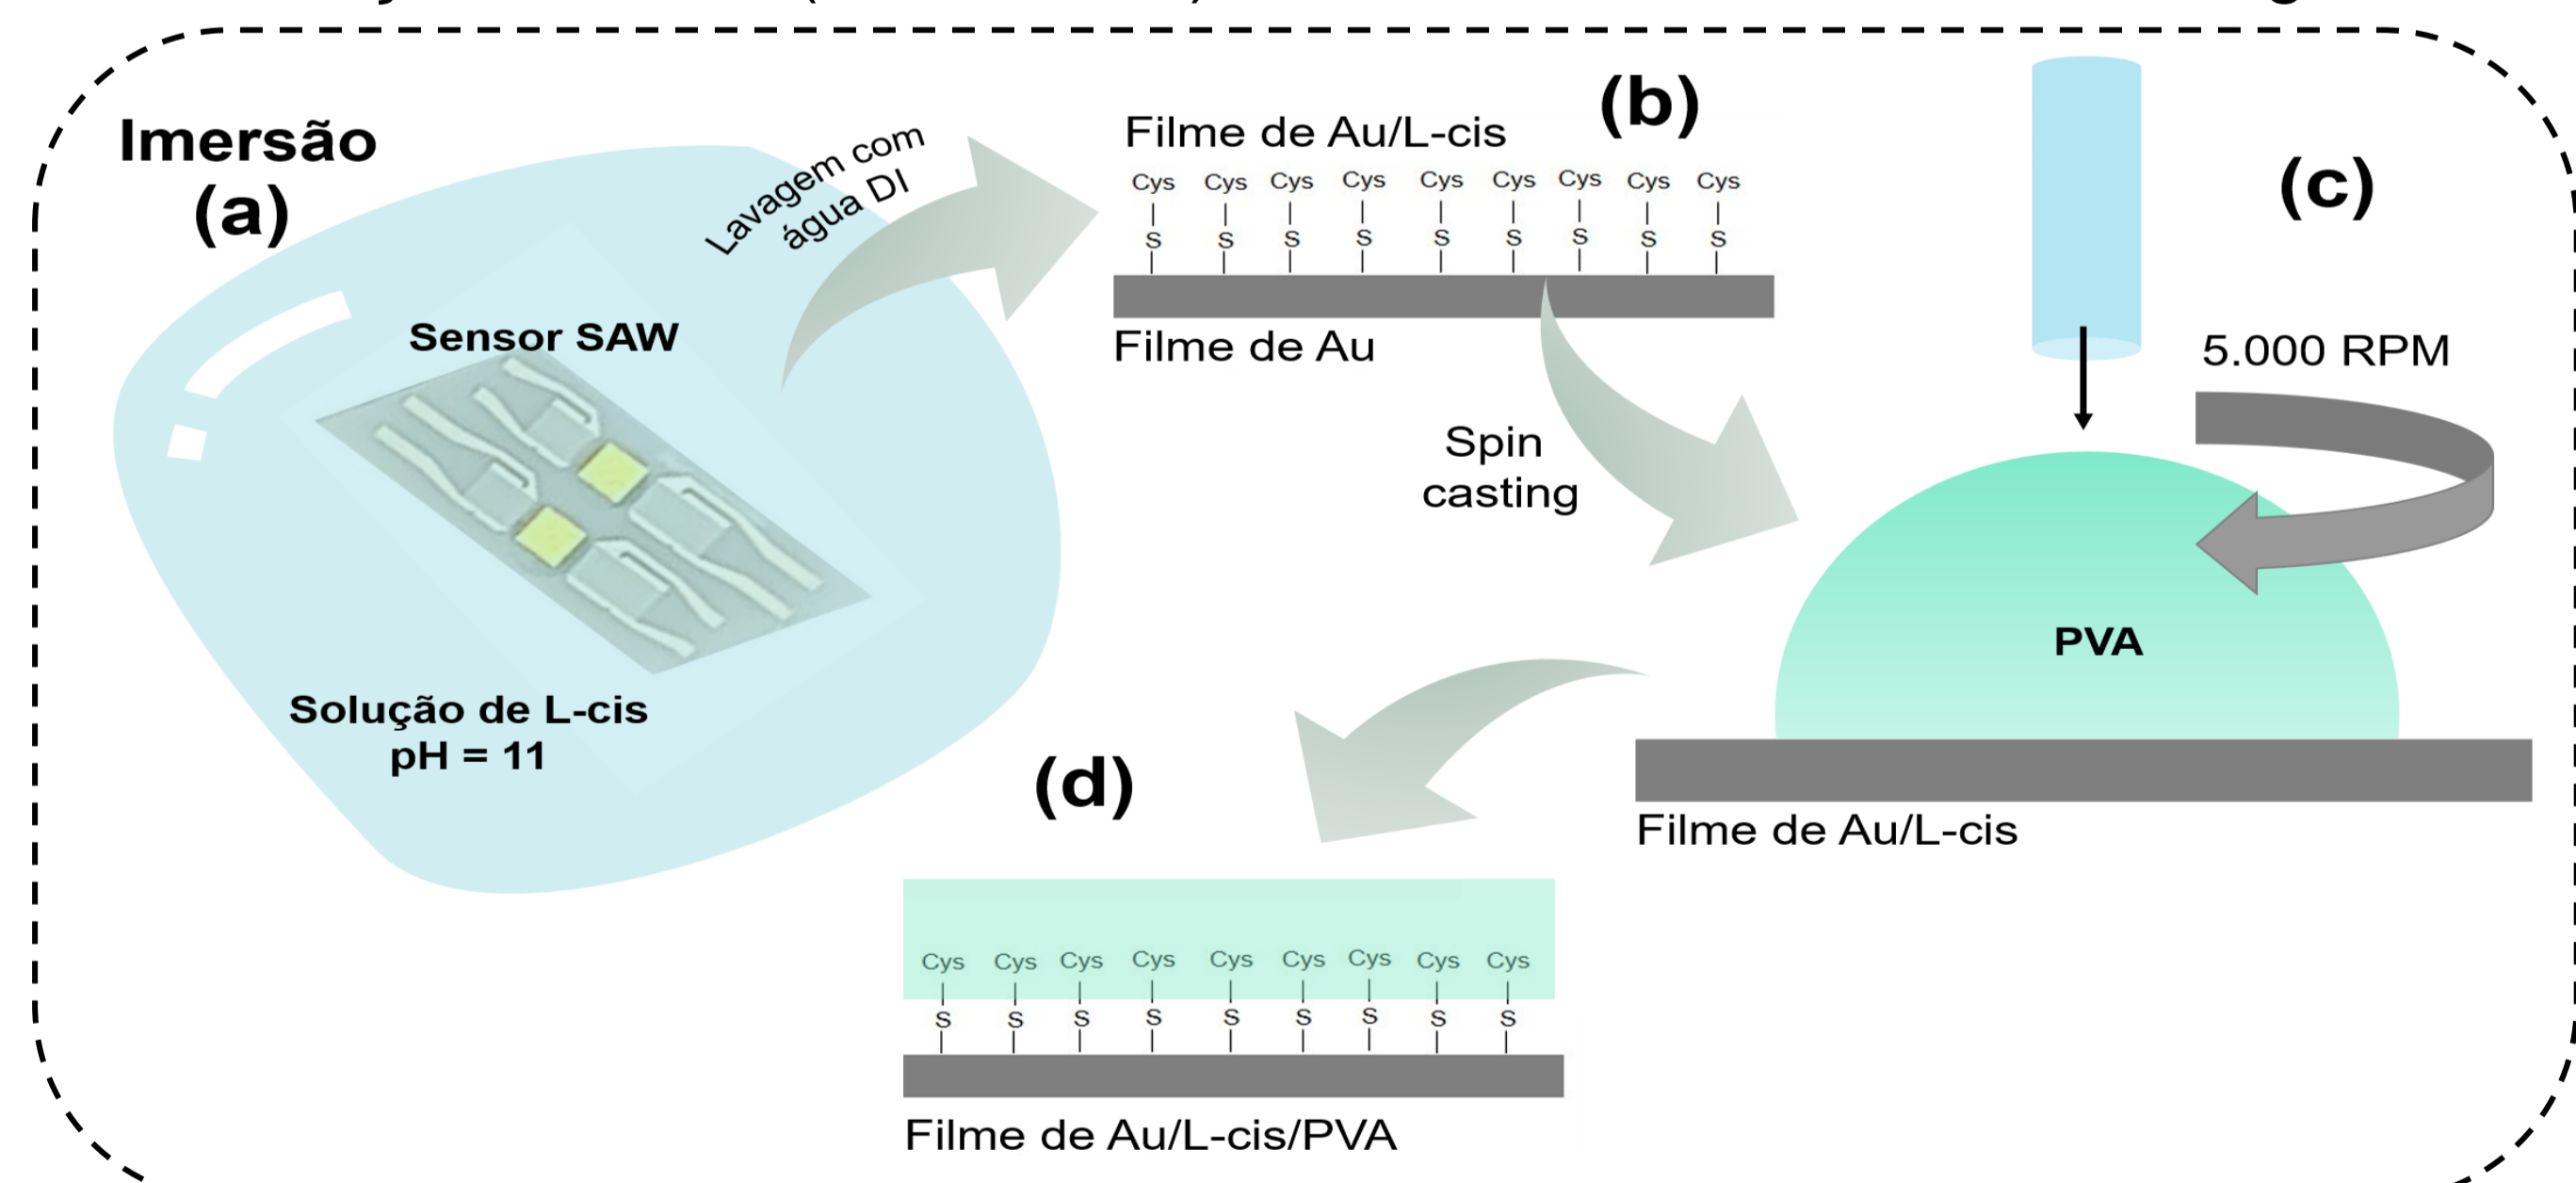 Imersão
(a)
Lavagem com
água DI
Sensor SAW
Solução de L-cis
pH = 11
(b)
Filme de Au/L-cis
Cys Cys Cys Cys Cys Cys Cys Cys Cys
S S S S S S S S S
Filme de Au
Spin
casting
(c)
5.000 RPM
PVA
Filme de Au/L-cis
(d)
Cys Cys Cys Cys Cys Cys Cys Cys Cys
S S S S S S S S S
Filme de Au/L-cis/PVA